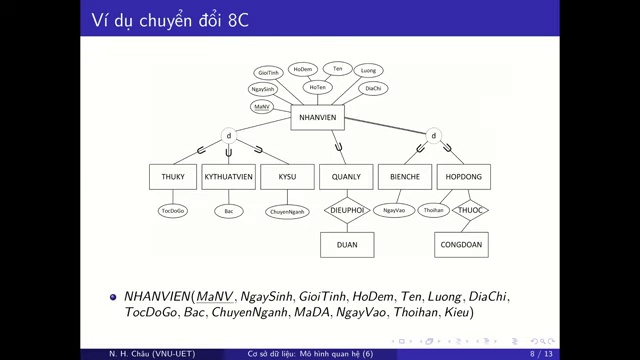 Ví dụ chuyển đổi 8C
GioiTinh HoDem Ten Luong
NgaySinh HoTen DiaChi
MaNV
NHANVIEN
d d
THUKY KYTHUATVIEN KYSU QUANLY BIENCHE HOPDONG
TocDoGo Bac ChuyenNganh DIEUPHOI NgayVao Thoihan THUOC
DUAN CONGDOAN
NHANVIEN(MaNV, NgaySinh, GioiTinh, HoDem, Ten, Luong, DiaChi,
TocDoGo, Bac, ChuyenNganh, MaDA, NgayVao, Thoihan, Kieu)
N. H. Châu (VNU-UET) Cơ sở dữ liệu: Mô hình quan hệ (6) 8 / 13